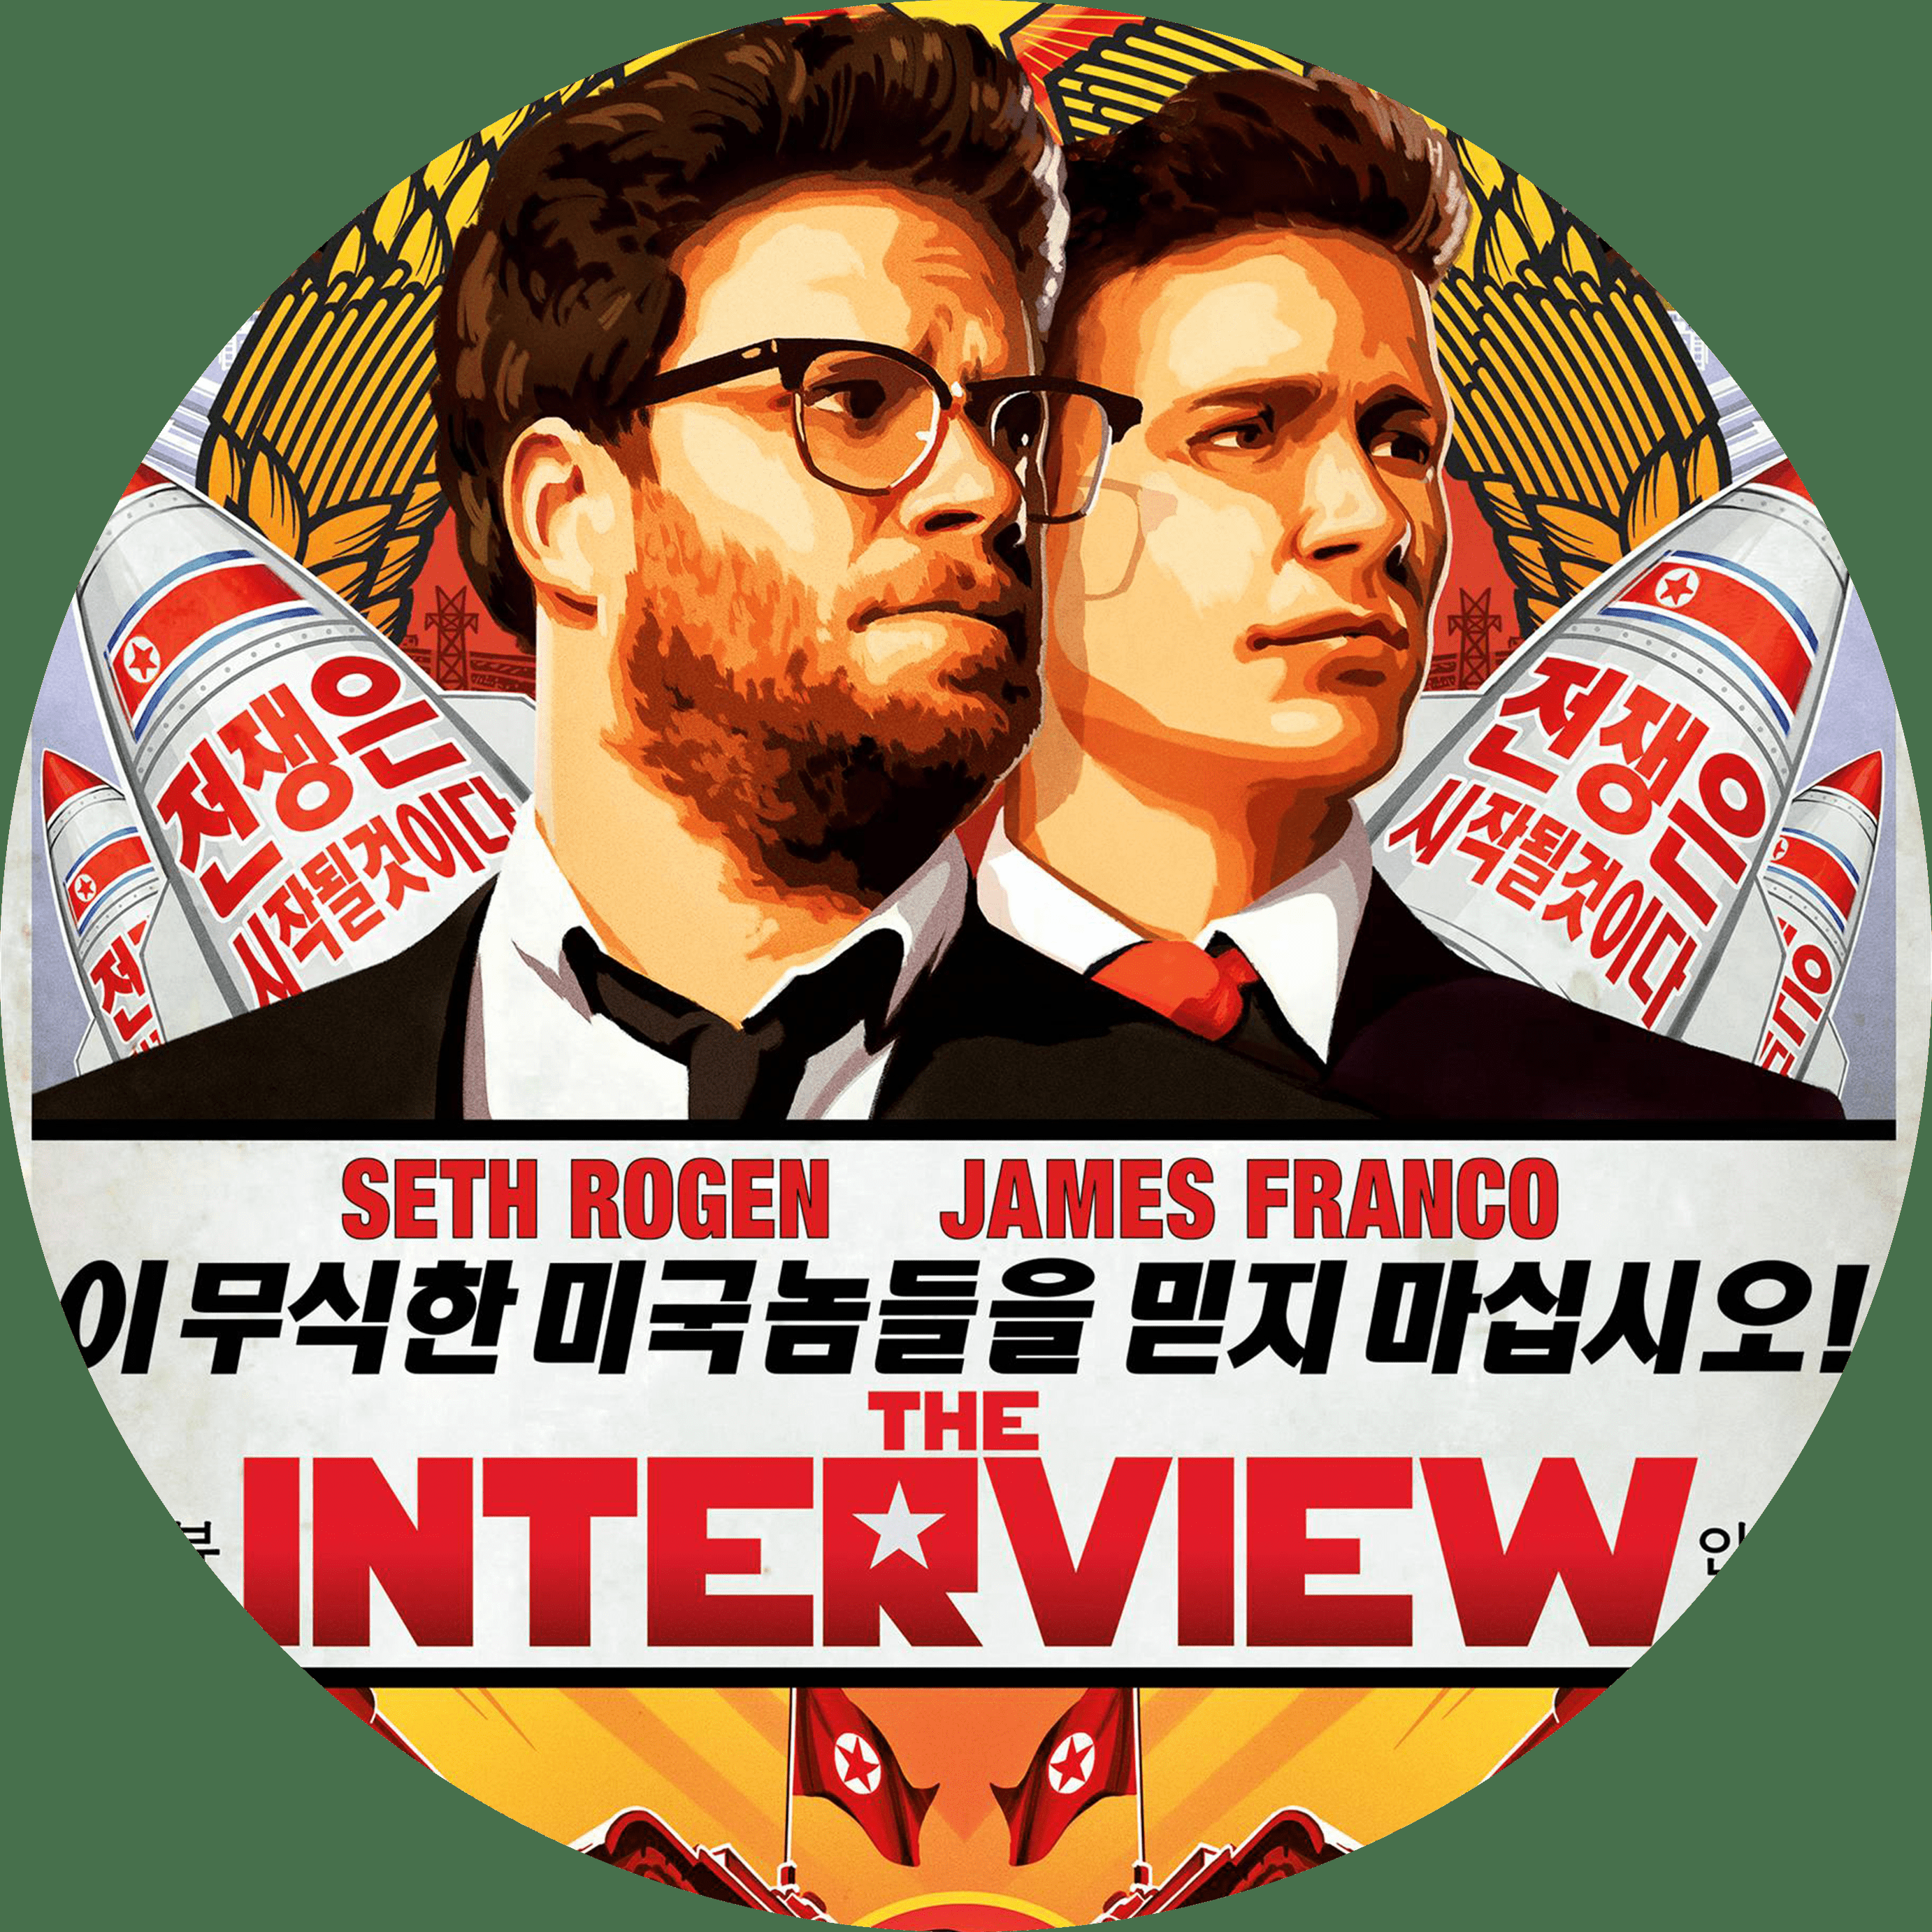 전쟁은
시작될것이다
전쟁은
시작될것이다
SETH ROGEN JAMES FRANCO
이 무식한 미국놈들을 믿지 마십시오!
THE
INTERVIEW